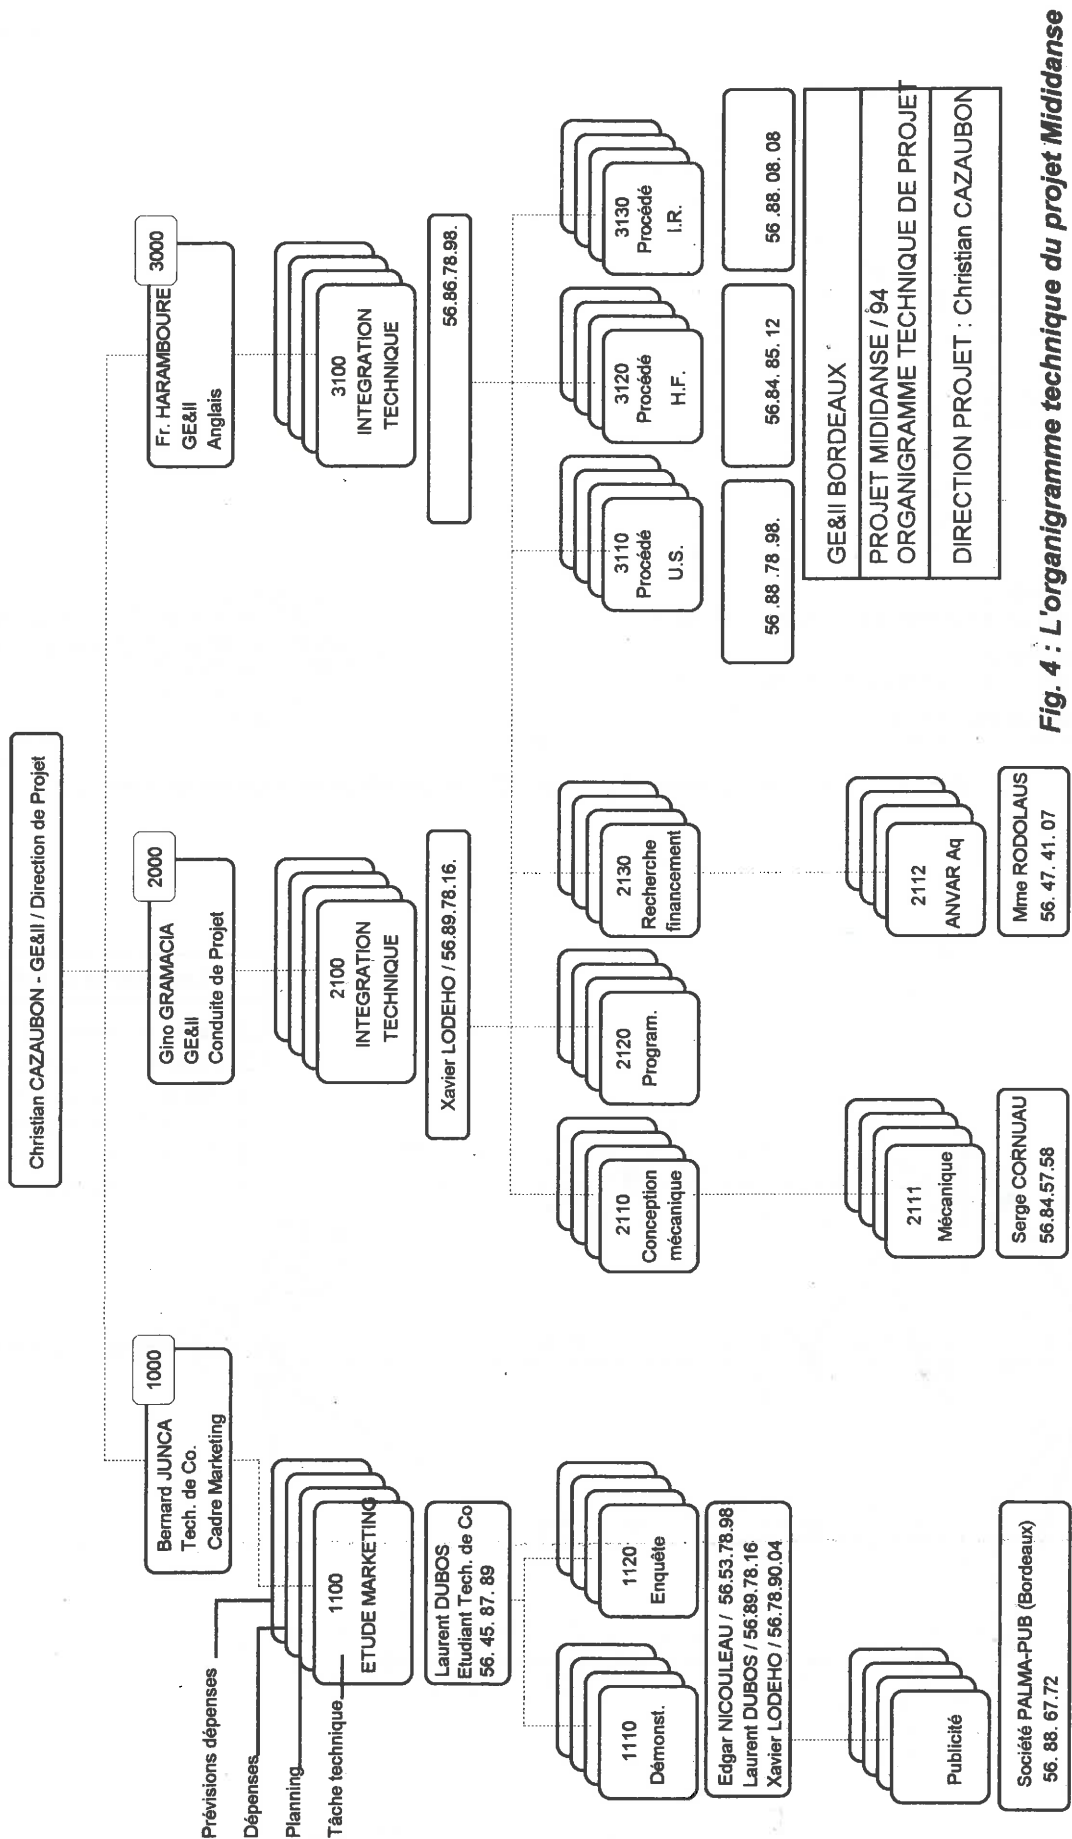 Christian CAZAUBON - GE&II / Direction de Projet
Bernard JUNCA
Tech. de Co.
Cadre Marketing
1000
Gino GRAMACIA
GE&II
Conduite de Projet
2000
Fr. HARAMBOURE
GE&II
Anglais
3000
Prévisions dépenses
Dépenses
Planning
Tâche technique
1100
ETUDE MARKETING
2100
INTEGRATION
TECHNIQUE
3100
INTEGRATION
TECHNIQUE
Laurent DUBOS
Etudiant Tech. de Co
56. 45. 87. 89
Xavier LODEHO / 56.89.78.16.
56.86.78.98.
1110
Démonst.
1120
Enquête
2110
Conception
mécanique
2120
Program.
2130
Recherche
financement
3110
Procédé
U.S.
3120
Procédé
H.F.
3130
Procédé
I.R.
Edgar NICOULEAU / 56.53.78.98
Laurent DUBOS / 56.89.78.16
Xavier LODEHO / 56.78.90.04
56 .88 .78 .98.
56.84. 85. 12
56 .88. 08. 08
Publicité
2111
Mécanique
2112
ANVAR Aq
Société PALMA-PUB (Bordeaux)
56. 88. 67.72
Serge CORNUAU
56.84.57.58
Mme RODOLAUS
56. 47. 41. 07
GE&II BORDEAUX
PROJET MIDIDANSE / 94
ORGANIGRAMME TECHNIQUE DE PROJET
DIRECTION PROJET : Christian CAZAUBON
Fig. 4 : L'organigramme technique du projet Mididanse